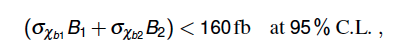 (σχb1 B1 + σχb2 B2) < 160 fb at 95 % C.L. ,